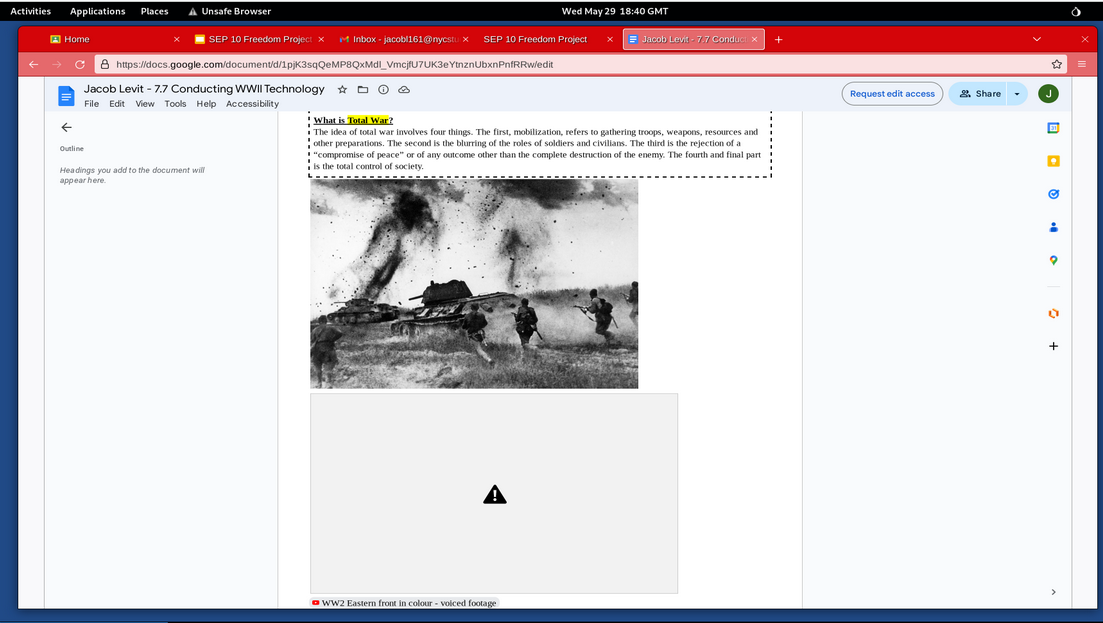 Activities Applications Places Unsafe Browser Wed May 29 18:40 GMT
Home SEP 10 Freedom Project SEP 10 Freedom Project Jacob Levit - 7.7 Conduct
Inbox - jacobl161@nycstu
https://docs.google.com/document/d/1pjK3sqQeMP8QxMdl_VmcjfU7UK3eYtnznUbxnPnfRRw/edit
Jacob Levit - 7.7 Conducting WWII Technology
Request edit access
Share
J
File Edit View Tools Help Accessibility
31
Outline
Headings you add to the document will
appear here.
What is Total War?
The idea of total war involves four things. The first, mobilization, refers to gathering troops, weapons, resources and
other preparations. The second is the blurring of the roles of soldiers and civilians. The third is the rejection of a
“compromise of peace” or of any outcome other than the complete destruction of the enemy. The fourth and final part
is the total control of society.
WW2 Eastern front in colour - voiced footage